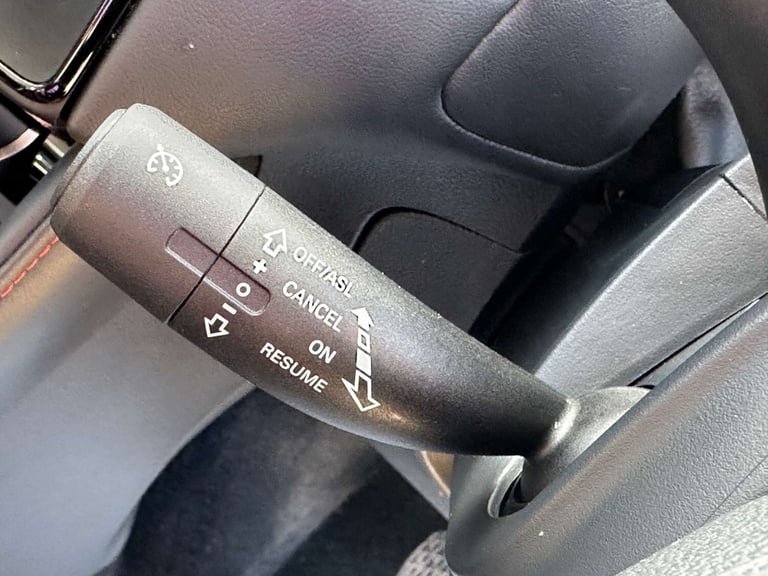 +
O
−
OFF/ASL
CANCEL
ON
RESUME